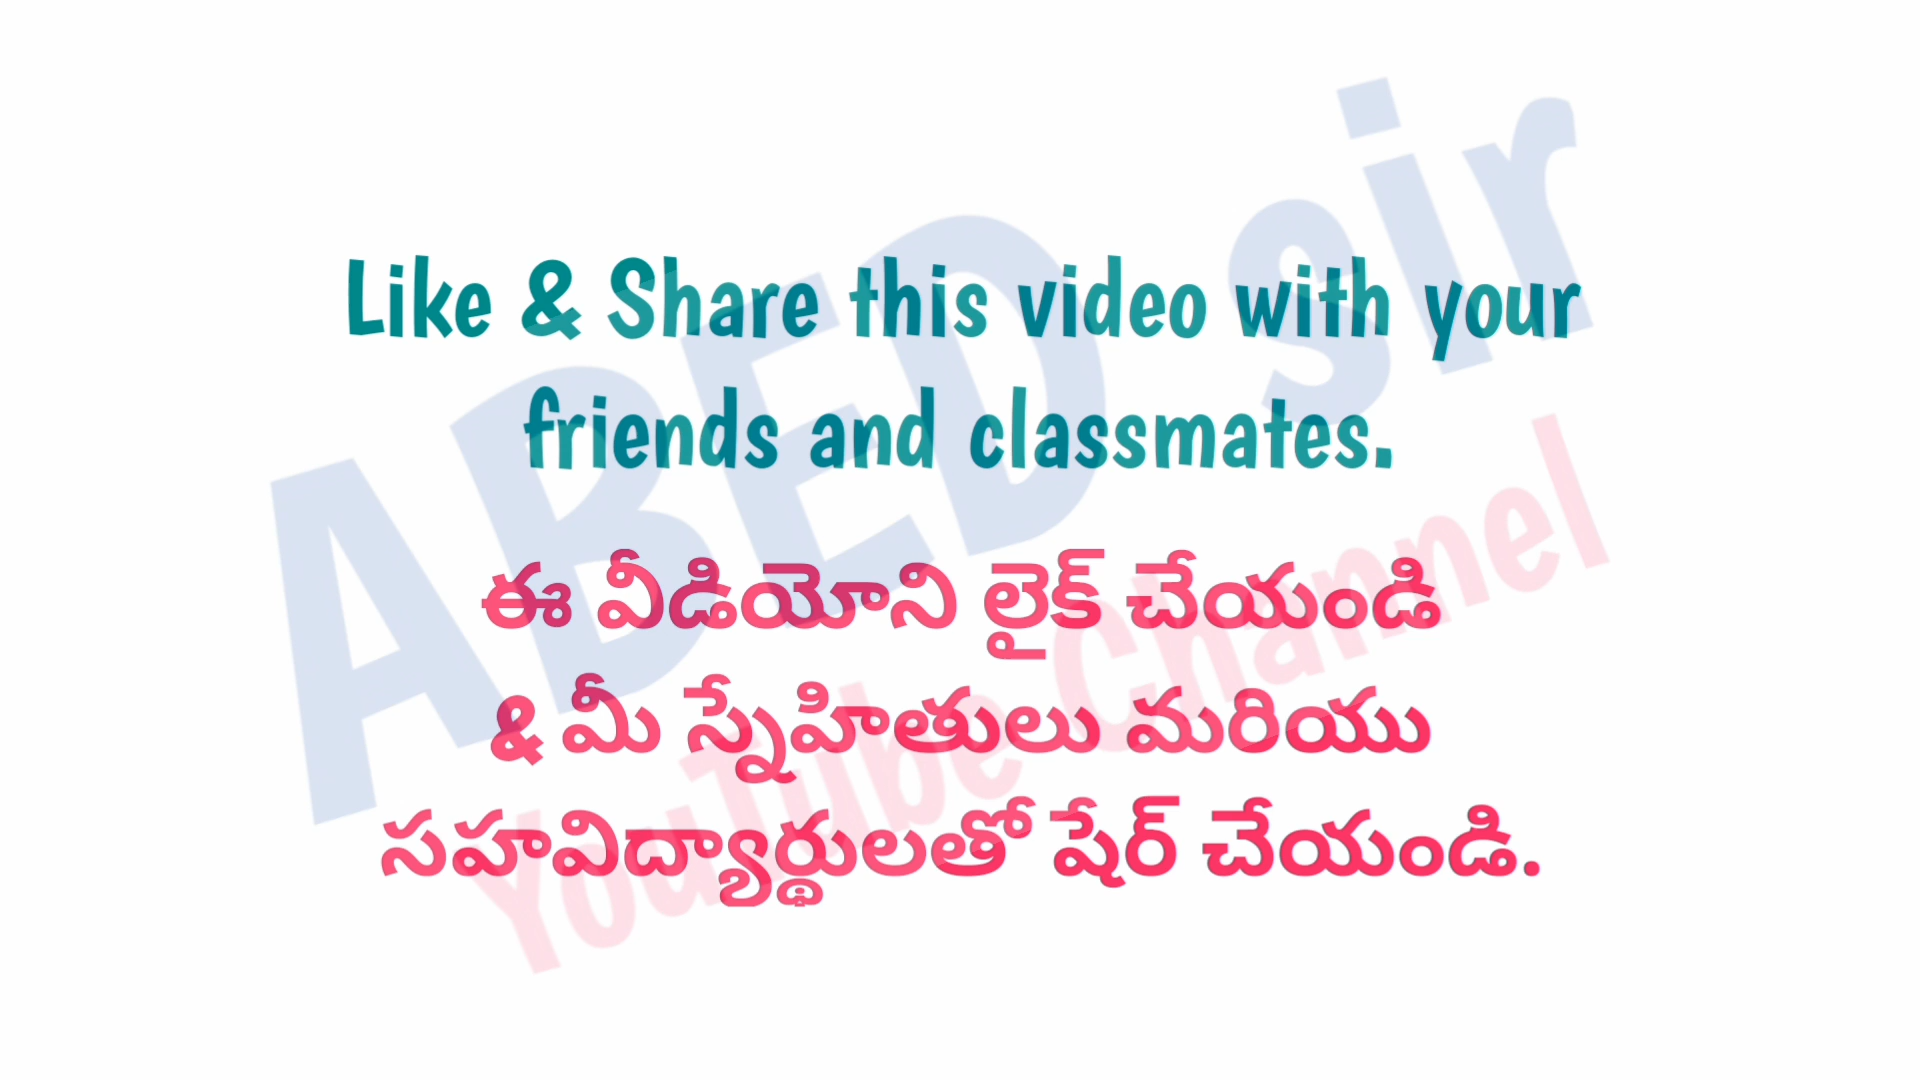 Like & Share this video with your
friends and classmates.
ఈ వీడియోని లైక్ చేయండి
& మీ స్నేహితులు మరియు
సహవిద్యార్థులతో షేర్ చేయండి.
ABED sir
YouTube Channel